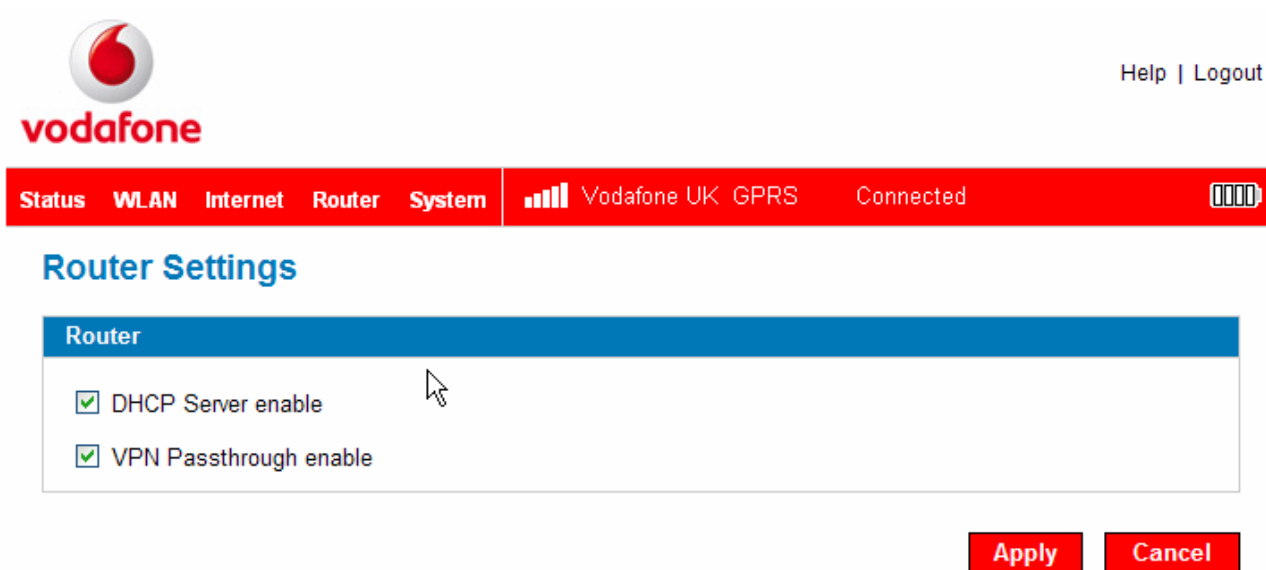 Help | Logout
vodafone
Status WLAN Internet Router System Vodafone UK GPRS Connected
Router Settings
Router
DHCP Server enable
VPN Passthrough enable
Apply Cancel